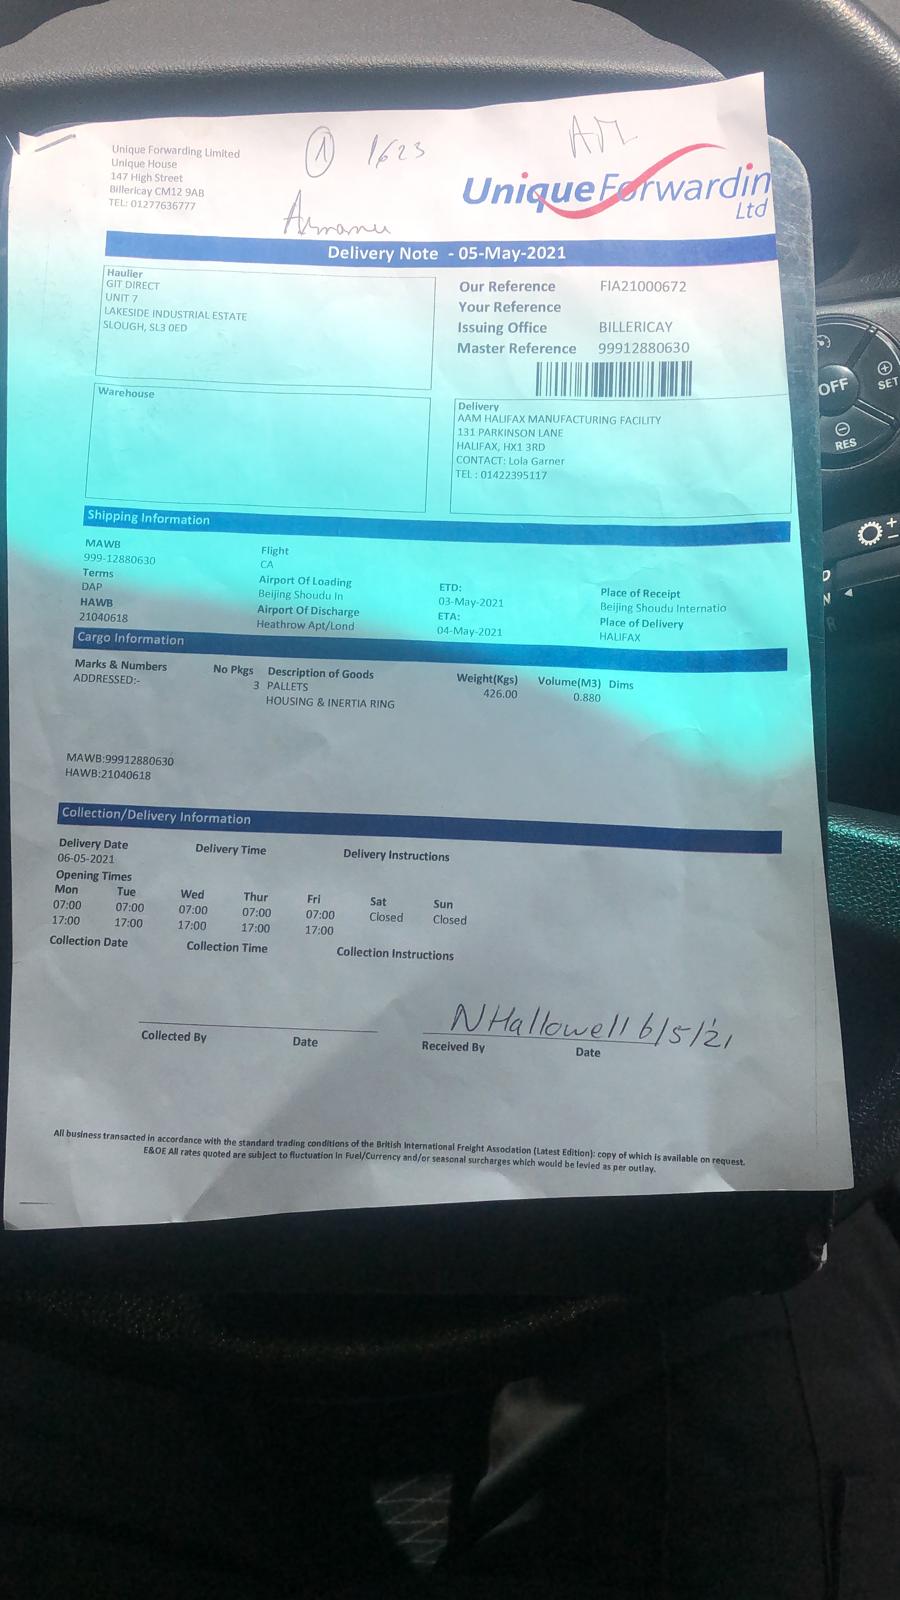 Unique Forwarding Limited
Unique House
147 High Street
Billericay CM12 9AB
TEL: 01277636777
1 1623
UniqueForwardin
Ltd
Delivery Note - 05-May-2021
Haulier
GIT DIRECT
UNIT 7
LAKESIDE INDUSTRIAL ESTATE
SLOUGH, SL3 0ED
Our Reference FIA21000672
Your Reference
Issuing Office BILLERICAY
Master Reference 99912880630
Warehouse
Delivery
AAM HALIFAX MANUFACTURING FACILITY
131 PARKINSON LANE
HALIFAX, HX1 3RD
CONTACT: Lola Garner
TEL : 01422395117
Shipping Information
MAWB
999-12880630
Terms
DAP
HAWB
21040618
Flight
CA
Airport Of Loading
Beijing Shoudu In
Airport Of Discharge
Heathrow Apt/Lond
ETD:
03-May-2021
ETA:
04-May-2021
Place of Receipt
Beijing Shoudu Internatio
Place of Delivery
HALIFAX
Cargo Information
Marks & Numbers No Pkgs Description of Goods Weight(Kgs) Volume(M3) Dims
ADDRESSED:- 3 PALLETS 426.00 0.880
HOUSING & INERTIA RING
MAWB:99912880630
HAWB:21040618
Collection/Delivery Information
Delivery Date Delivery Time Delivery Instructions
06-05-2021
Opening Times
Mon Tue Wed Thur Fri Sat Sun
07:00 07:00 07:00 07:00 07:00 Closed Closed
17:00 17:00 17:00 17:00 17:00
Collection Date Collection Time Collection Instructions
NHallowell 6/5/21
Collected By Date Received By Date
All business transacted in accordance with the standard trading conditions of the British International Freight Association (Latest Edition): copy of which is available on request.
E&OE All rates quoted are subject to fluctuation in Fuel/Currency and/or seasonal surcharges which would be levied as per outlay.
OFF
SET
RES